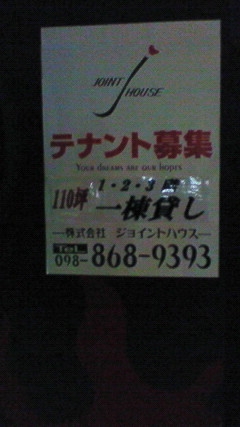 JOINT
HOUSE
テナント募集
YOUR DREAMS ARE OUR HOPES
1・2・3 階
110坪
一棟貸し
株式会社 ジョイントハウス
Tel. 098-868-9393